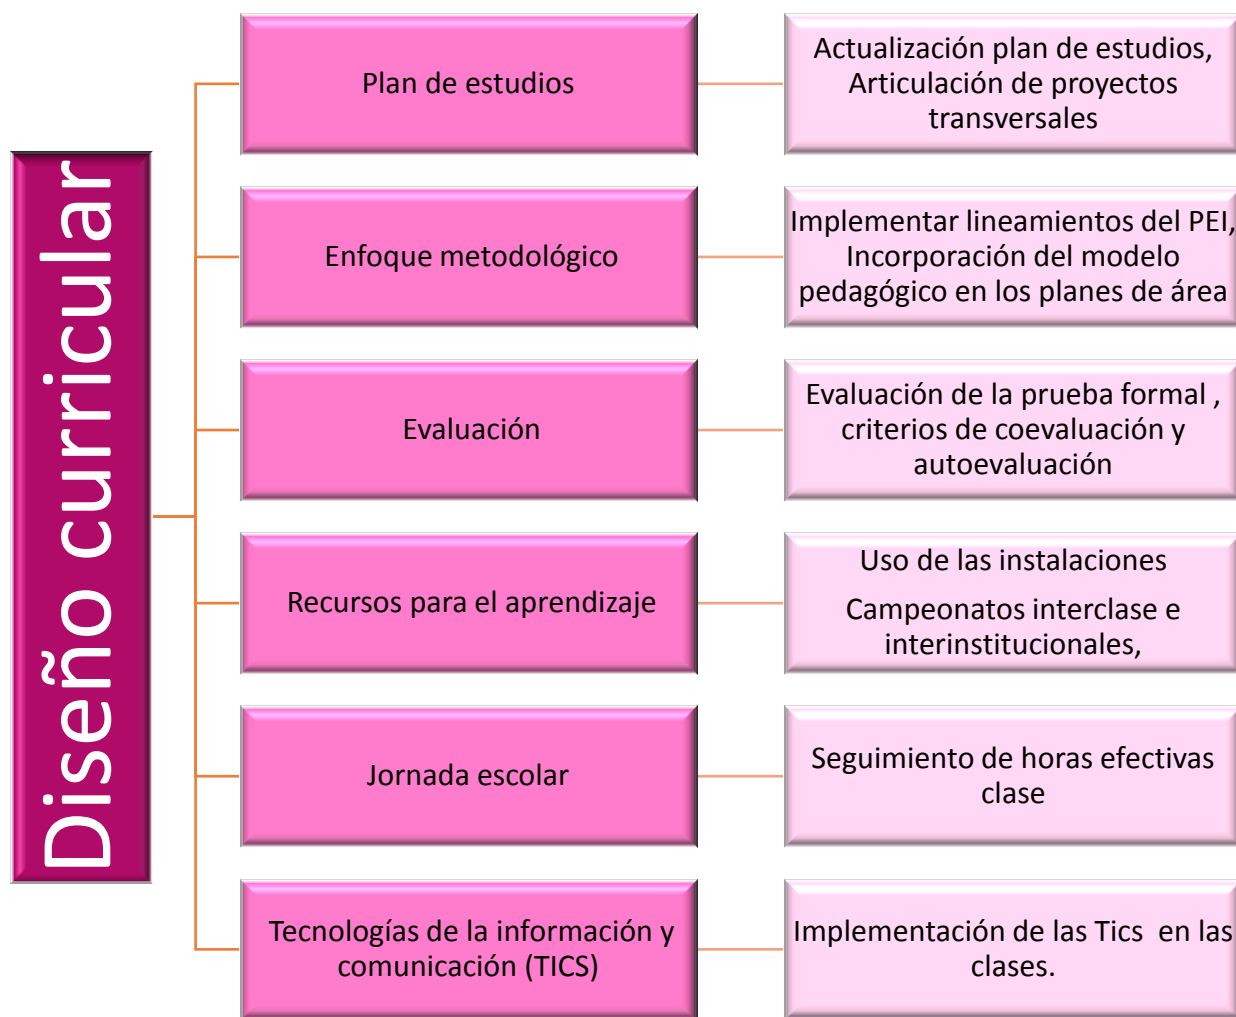 Diseño curricular
Plan de estudios
Actualización plan de estudios,
Articulación de proyectos
transversales
Enfoque metodológico
Implementar lineamientos del PEI,
Incorporación del modelo
pedagógico en los planes de área
Evaluación
Evaluación de la prueba formal ,
criterios de coevaluación y
autoevaluación
Recursos para el aprendizaje
Uso de las instalaciones
Campeonatos interclase e
interinstitucionales,
Jornada escolar
Seguimiento de horas efectivas
clase
Tecnologías de la información y
comunicación (TICS)
Implementación de las Tics  en las
clases.